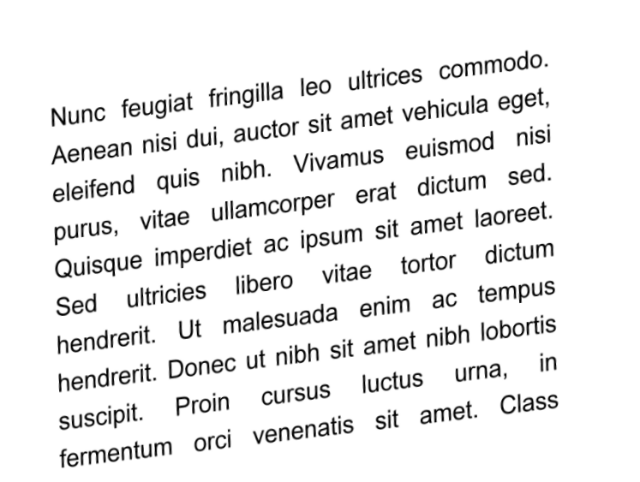 Nunc feugiat fringilla leo ultrices commodo.
Aenean nisi dui, auctor sit amet vehicula eget,
eleifend quis nibh. Vivamus euismod nisi
purus, vitae ullamcorper erat dictum sed.
Quisque imperdiet ac ipsum sit amet laoreet.
Sed ultricies libero vitae tortor dictum
hendrerit. Ut malesuada enim ac tempus
hendrerit. Donec ut nibh sit amet nibh lobortis
suscipit. Proin cursus luctus urna, in
fermentum orci venenatis sit amet. Class